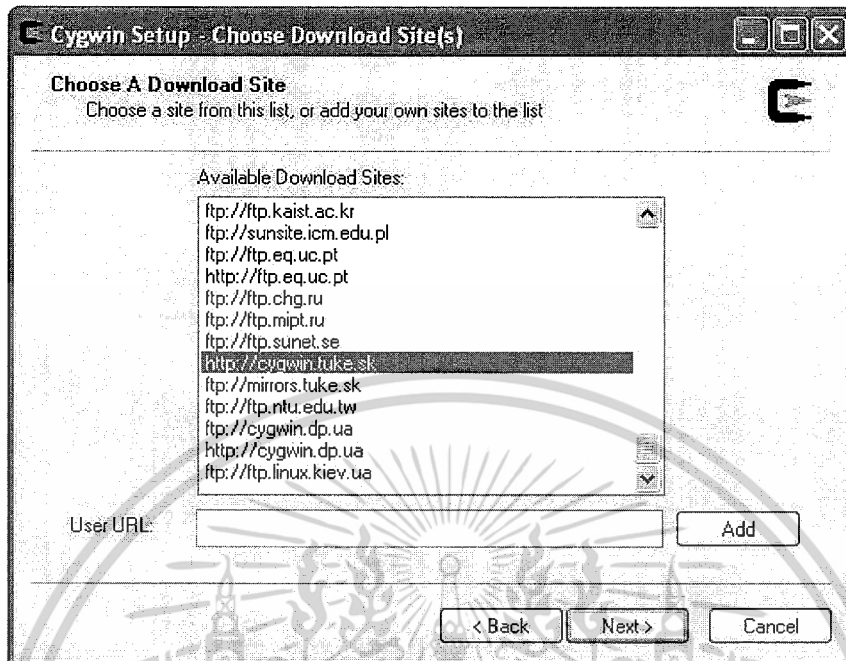 Cygwin Setup - Choose Download Site(s)
Choose A Download Site
Choose a site from this list, or add your own sites to the list
Available Download Sites:
ftp://ftp.kaist.ac.kr
ftp://sunsite.icm.edu.pl
ftp://ftp.eq.uc.pt
http://ftp.eq.uc.pt
ftp://ftp.chg.ru
ftp://ftp.mipt.ru
ftp://ftp.sunet.se
http://cygwin.tuke.sk
ftp://mirrors.tuke.sk
ftp://ftp.ntu.edu.tw
ftp://cygwin.dp.ua
http://cygwin.dp.ua
ftp://ftp.linux.kiev.ua
User URL:
Add
< Back
Next >
Cancel